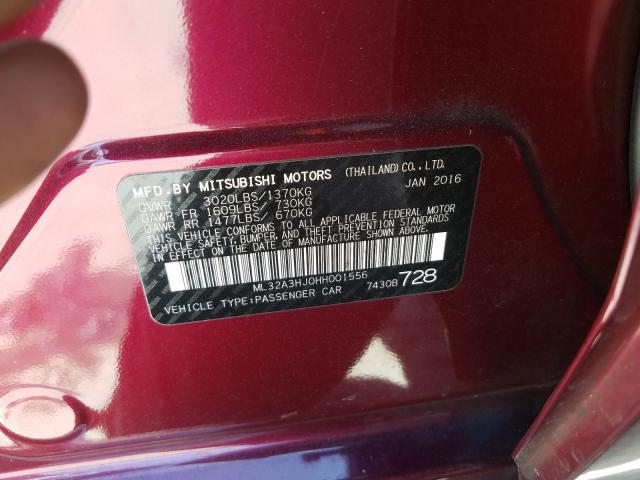 MFD. BY MITSUBISHI MOTORS (THAILAND) CO., LTD.
GVWR 3020LBS/1370KG JAN 2016
GAWR FR 1609LBS/ 730KG
GAWR RR 1477LBS/ 670KG
THIS VEHICLE CONFORMS TO ALL APPLICABLE FEDERAL MOTOR
VEHICLE SAFETY, BUMPER, AND THEFT PREVENTION STANDARDS
IN EFFECT ON THE DATE OF MANUFACTURE SHOWN ABOVE.
ML32A3HJ0HH001556
VEHICLE TYPE:PASSENGER CAR 7430B 728